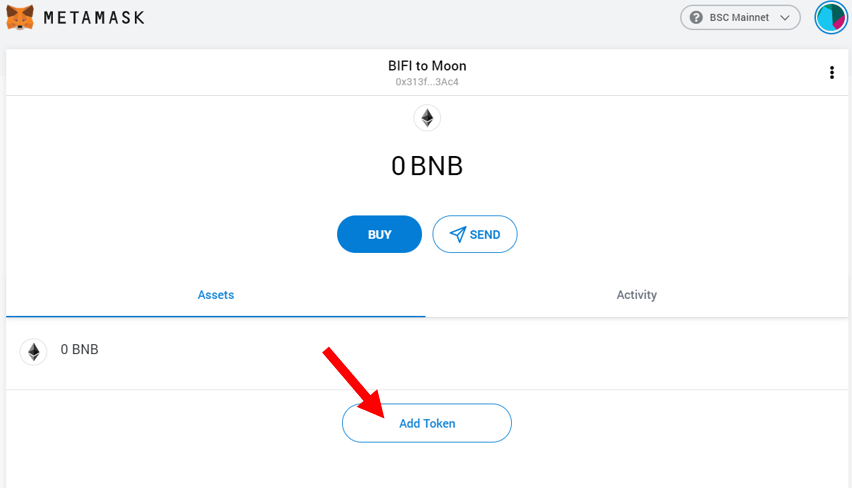 METAMASK
? BSC Mainnet
BIFI to Moon
0x313f...3Ac4
0 BNB
BUY
SEND
Assets
Activity
0 BNB
Add Token